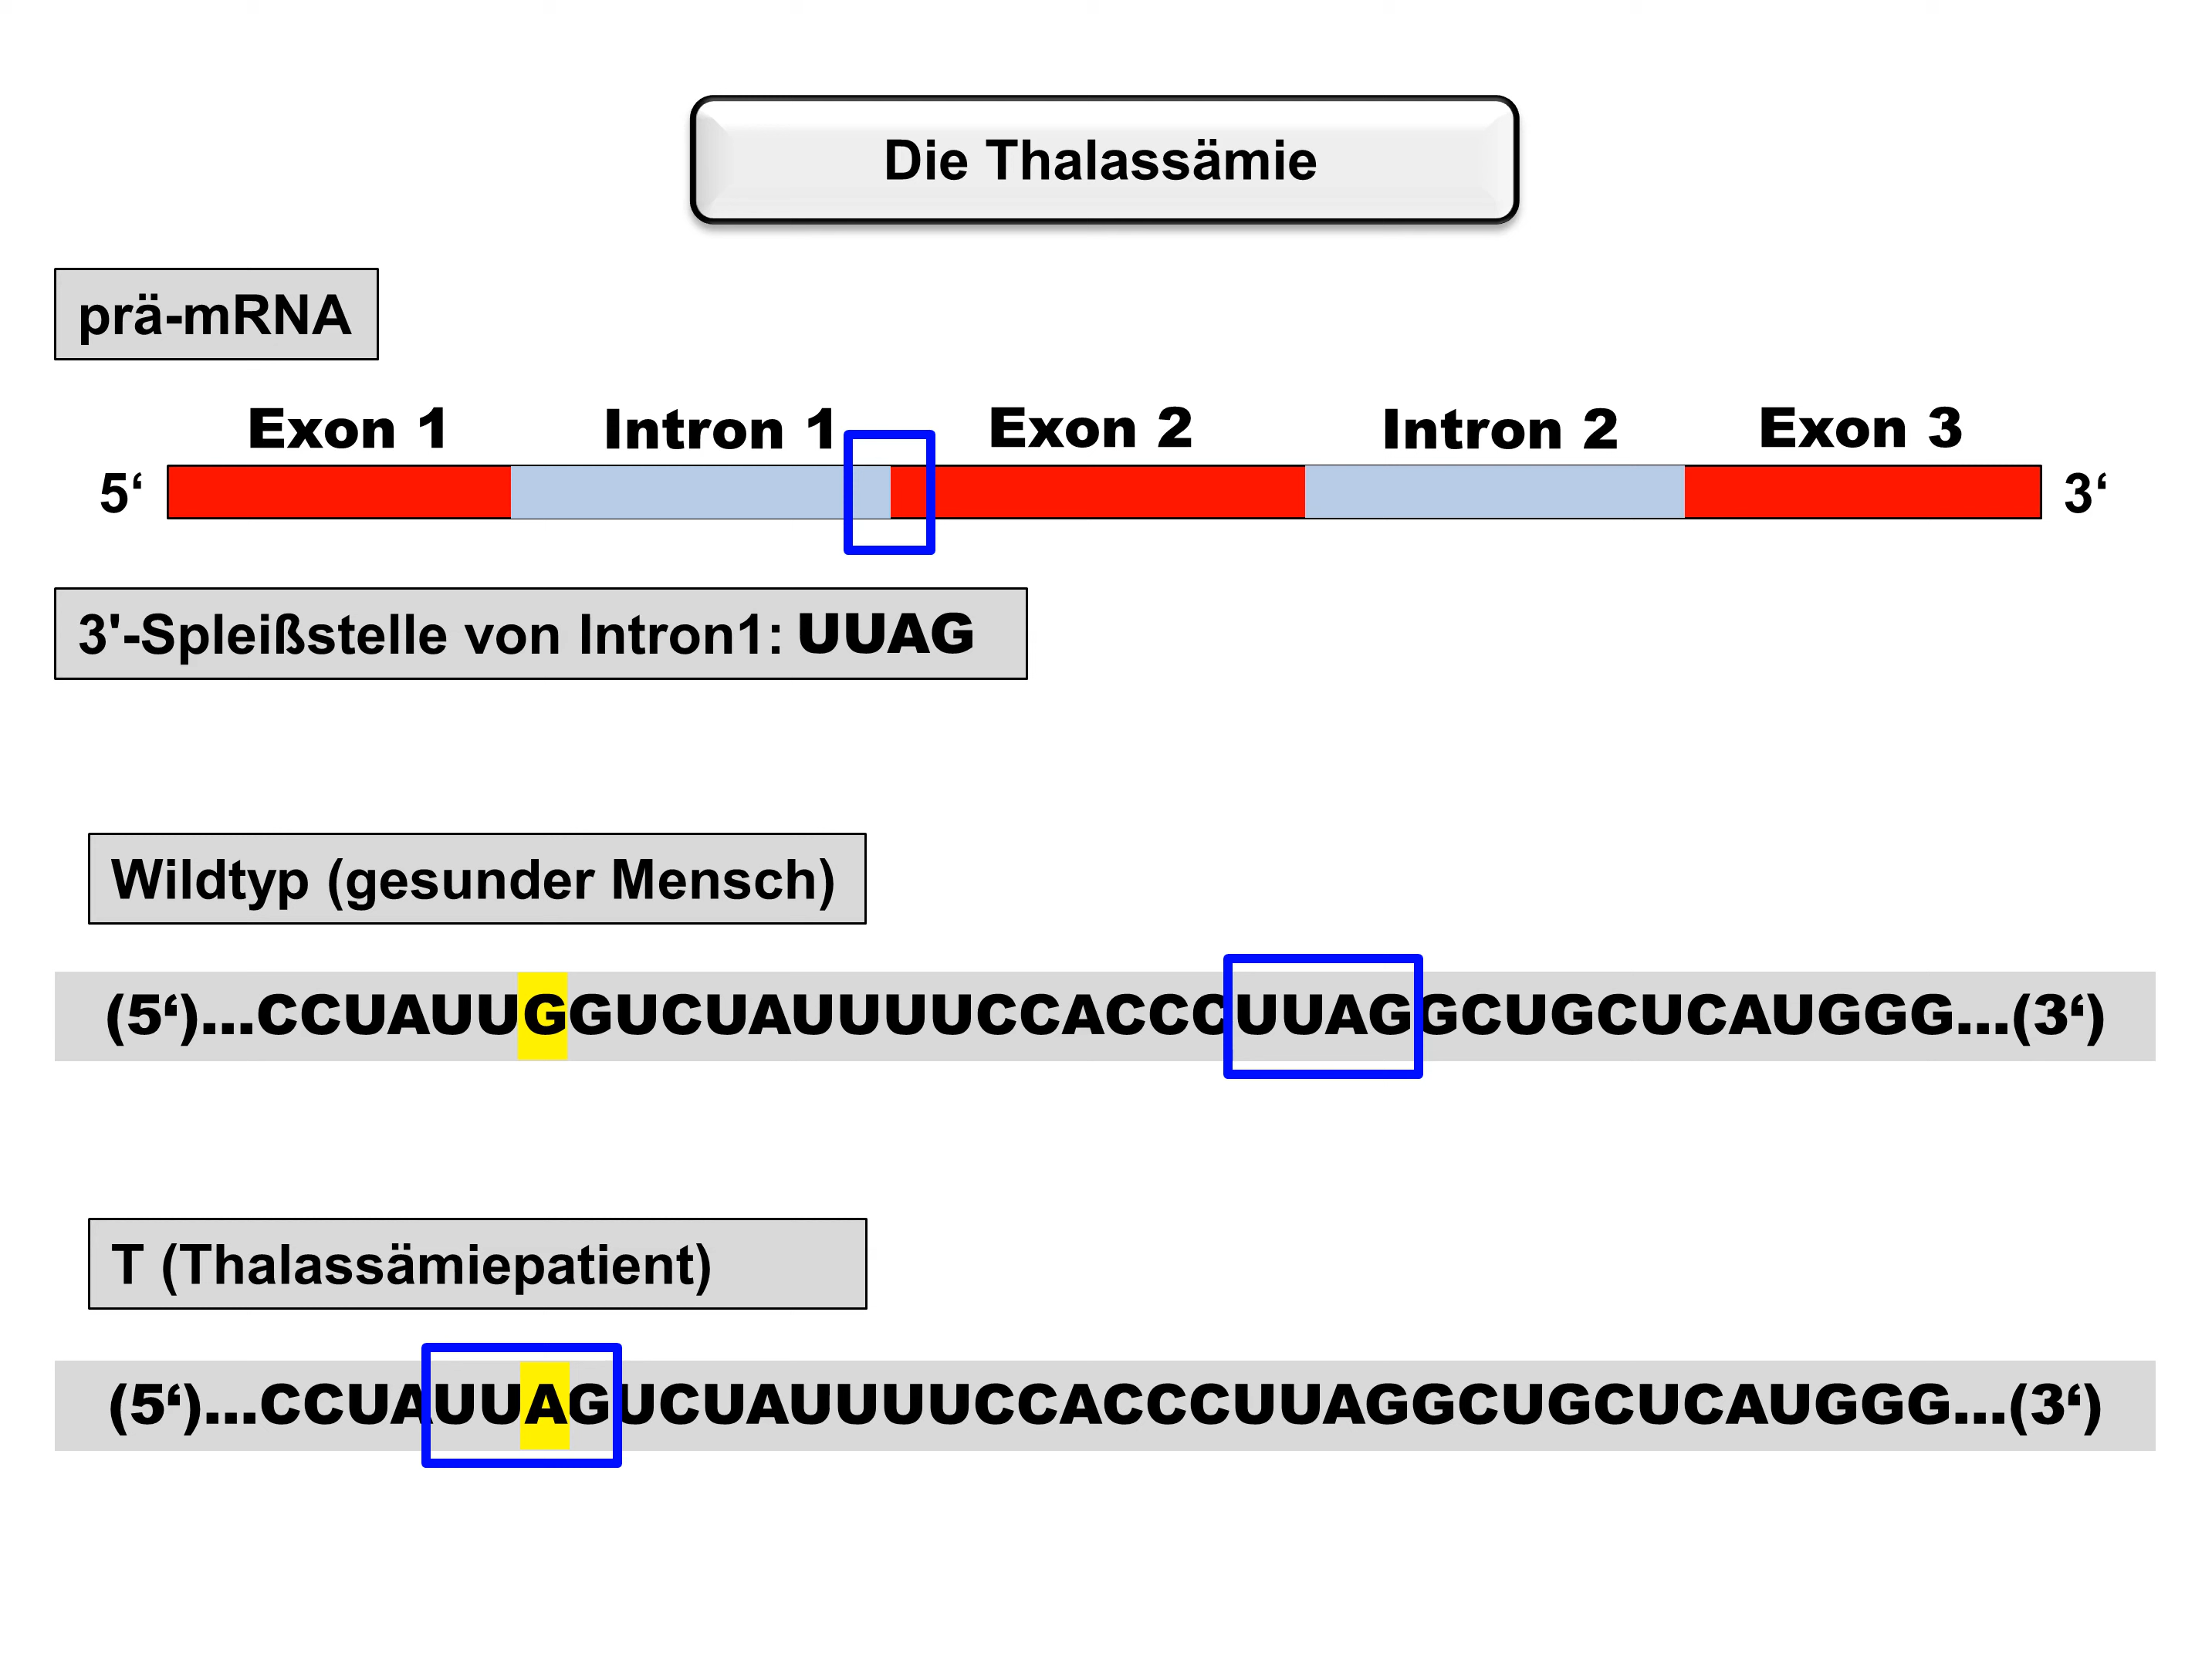 Die Thalassämie
prä-mRNA
Exon 1 Intron 1 Exon 2 Intron 2 Exon 3
5‘ 3‘
3'-Spleißstelle von Intron1: UUAG
Wildtyp (gesunder Mensch)
(5‘)...CCUAUUGGUCUAUUUUCCACCCUUAGGCUGCUCAUGGG...(3‘)
T (Thalassämiepatient)
(5‘)...CCUAUUAGUCUAUUUUCCACCCUUAGGCUGCUCAUGGG...(3‘)